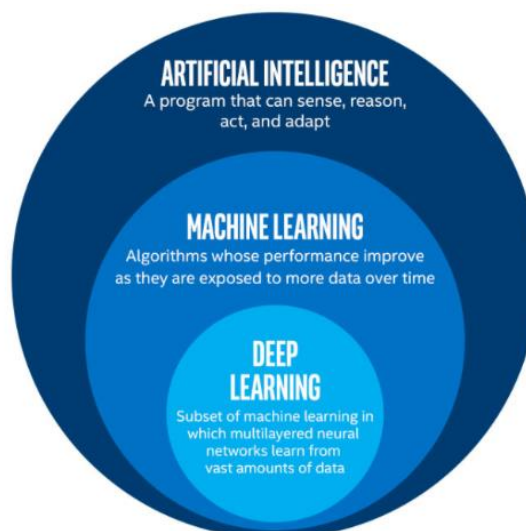 ARTIFICIAL INTELLIGENCE
A program that can sense, reason,
act, and adapt
MACHINE LEARNING
Algorithms whose performance improve
as they are exposed to more data over time
DEEP
LEARNING
Subset of machine learning in
which multilayered neural
networks learn from
vast amounts of data